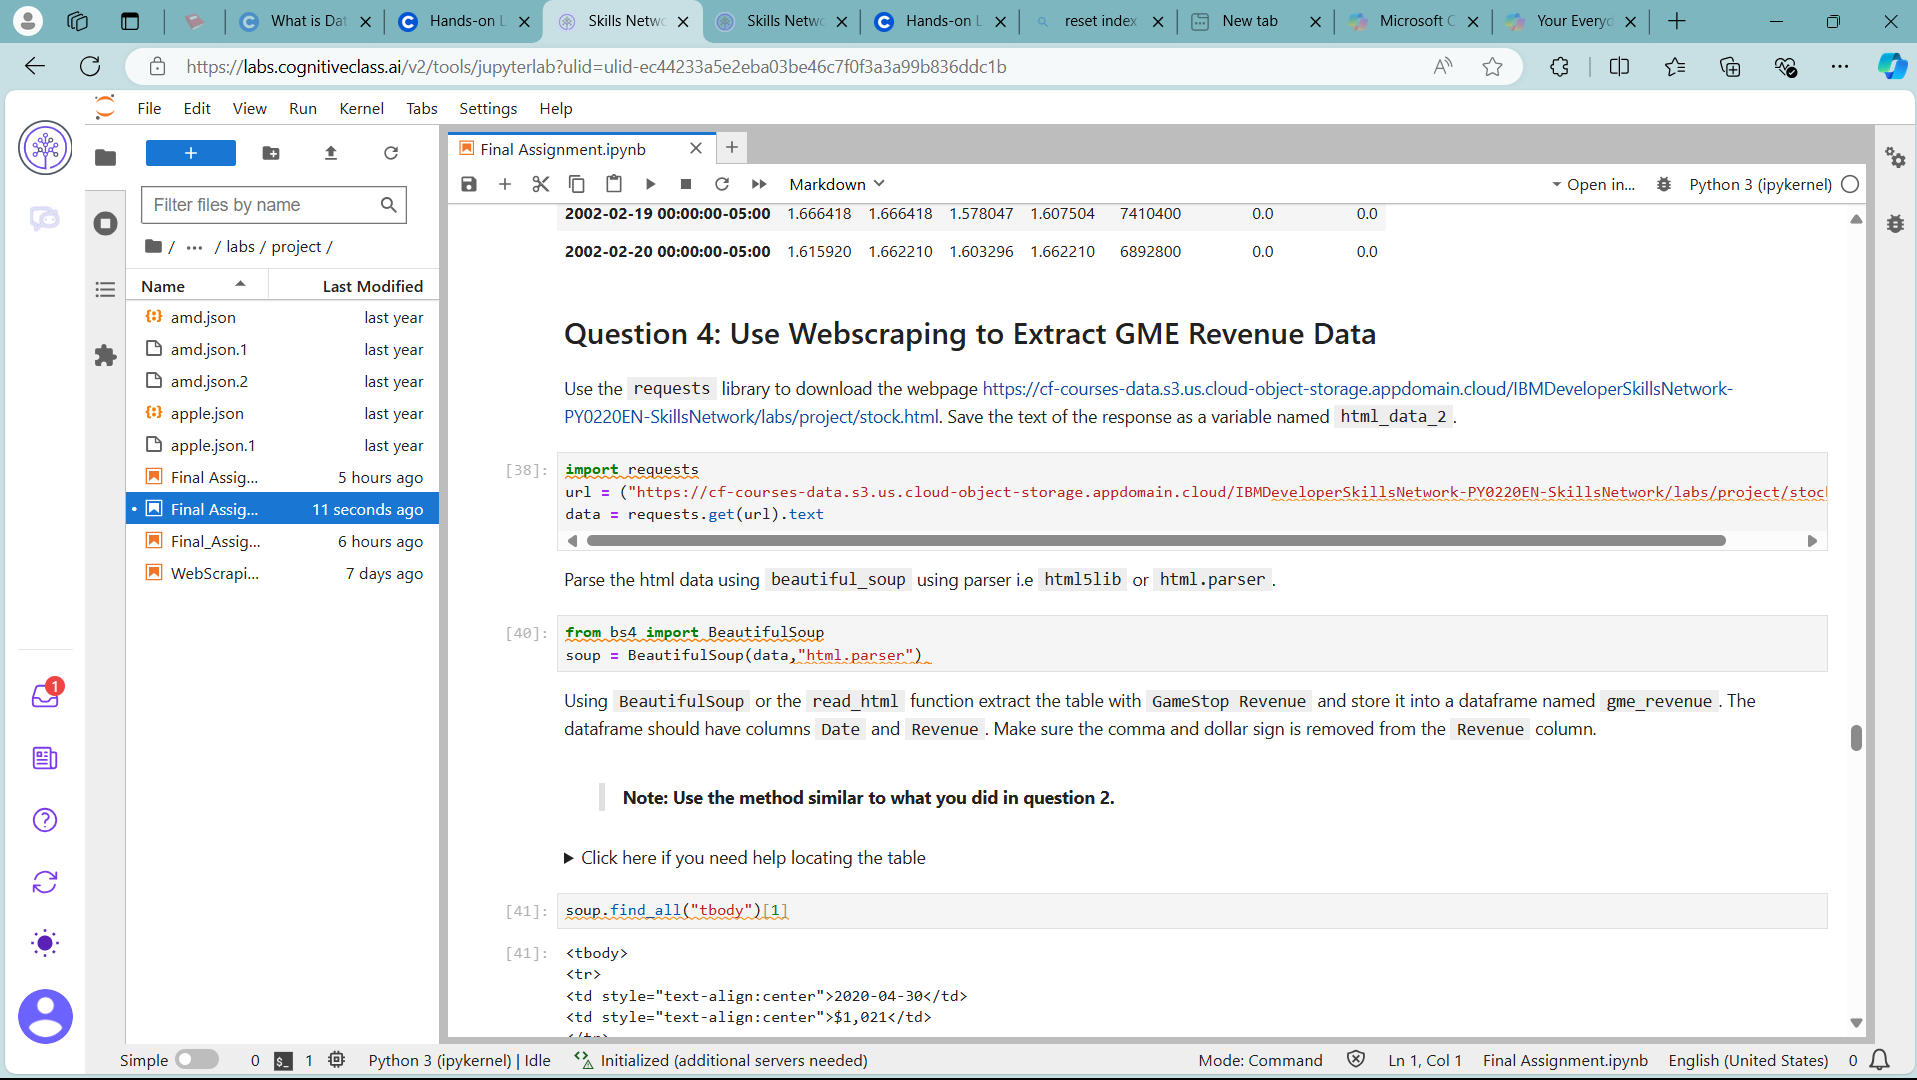 What is Dat
Hands-on L
Skills Netwo
Skills Netwo
Hands-on L
reset index
New tab
Microsoft C
Your Everyd
https://labs.cognitiveclass.ai/v2/tools/jupyterlab?ulid=ulid-ec44233a5e2eba03be46c7f0f3a3a99b836ddc1b
File Edit View Run Kernel Tabs Settings Help
Final Assignment.ipynb
Markdown
Open in...
Python 3 (ipykernel)
Filter files by name
/ ... / labs / project /
Name Last Modified
amd.json last year
amd.json.1 last year
amd.json.2 last year
apple.json last year
apple.json.1 last year
Final Assig... 5 hours ago
Final Assig... 11 seconds ago
Final_Assig... 6 hours ago
WebScrapi... 7 days ago
1
2002-02-19 00:00:00-05:00 1.666418 1.666418 1.578047 1.607504 7410400 0.0 0.0
2002-02-20 00:00:00-05:00 1.615920 1.662210 1.603296 1.662210 6892800 0.0 0.0
Question 4: Use Webscraping to Extract GME Revenue Data
Use the requests library to download the webpage https://cf-courses-data.s3.us.cloud-object-storage.appdomain.cloud/IBMDeveloperSkillsNetwork-
PY0220EN-SkillsNetwork/labs/project/stock.html. Save the text of the response as a variable named html_data_2.
[38]: import requests
url = ("https://cf-courses-data.s3.us.cloud-object-storage.appdomain.cloud/IBMDeveloperSkillsNetwork-PY0220EN-SkillsNetwork/labs/project/stock
data = requests.get(url).text
Parse the html data using beautiful_soup using parser i.e html5lib or html.parser.
[40]: from bs4 import BeautifulSoup
soup = BeautifulSoup(data,"html.parser")
Using BeautifulSoup or the read_html function extract the table with GameStop Revenue and store it into a dataframe named gme_revenue. The
dataframe should have columns Date and Revenue. Make sure the comma and dollar sign is removed from the Revenue column.
Note: Use the method similar to what you did in question 2.
Click here if you need help locating the table
[41]: soup.find_all("tbody")[1]
[41]: <tbody>
<tr>
<td style="text-align:center">2020-04-30</td>
<td style="text-align:center">$1,021</td>
</tr>
Simple 0 $_ 1 Python 3 (ipykernel) | Idle Initialized (additional servers needed) Mode: Command Ln 1, Col 1 Final Assignment.ipynb English (United States) 0